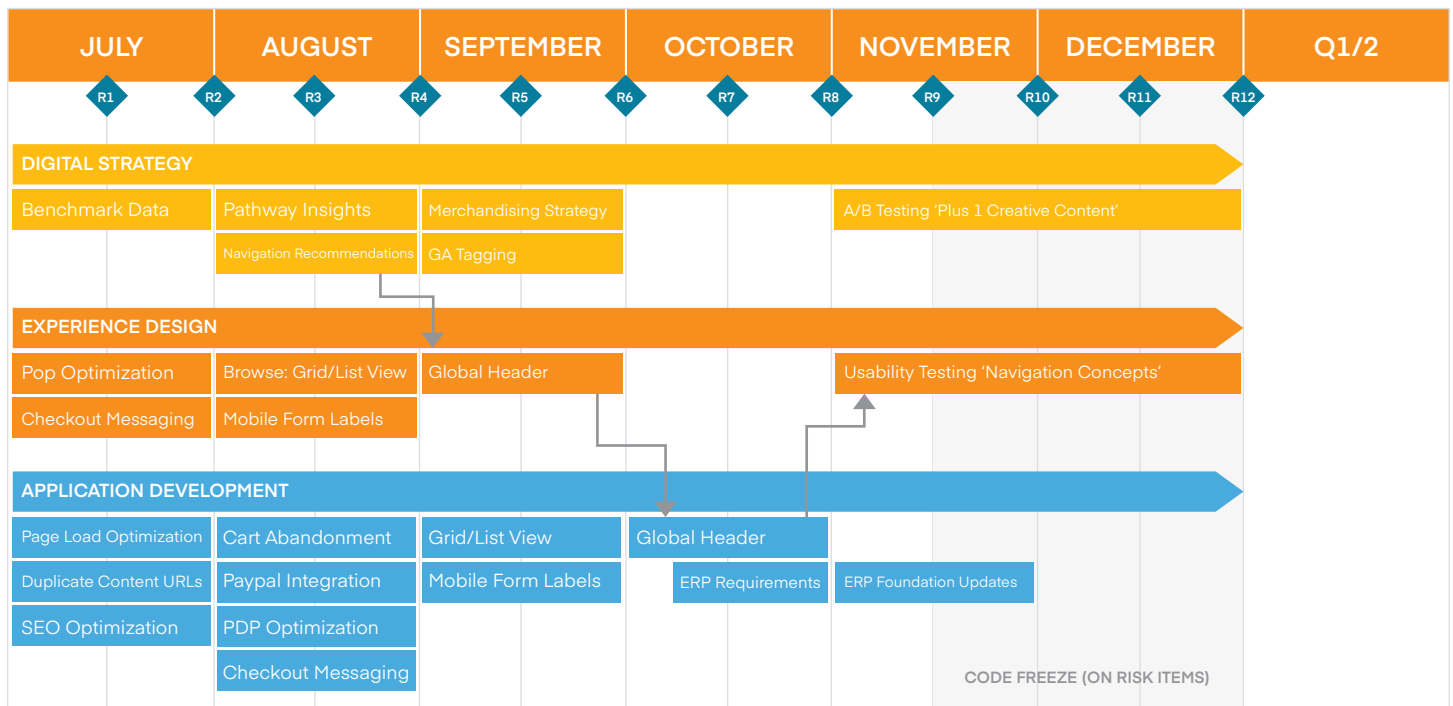 JULY AUGUST SEPTEMBER OCTOBER NOVEMBER DECEMBER Q1/2
R1 R2 R3 R4 R5 R6 R7 R8 R9 R10 R11 R12
DIGITAL STRATEGY
Benchmark Data Pathway Insights Merchandising Strategy A/B Testing ‘Plus 1 Creative Content’
Navigation Recommendations GA Tagging
EXPERIENCE DESIGN
Pop Optimization Browse: Grid/List View Global Header Usability Testing ‘Navigation Concepts’
Checkout Messaging Mobile Form Labels
APPLICATION DEVELOPMENT
Page Load Optimization Cart Abandonment Grid/List View Global Header
Duplicate Content URLs Paypal Integration Mobile Form Labels ERP Requirements ERP Foundation Updates
SEO Optimization PDP Optimization
Checkout Messaging CODE FREEZE (ON RISK ITEMS)